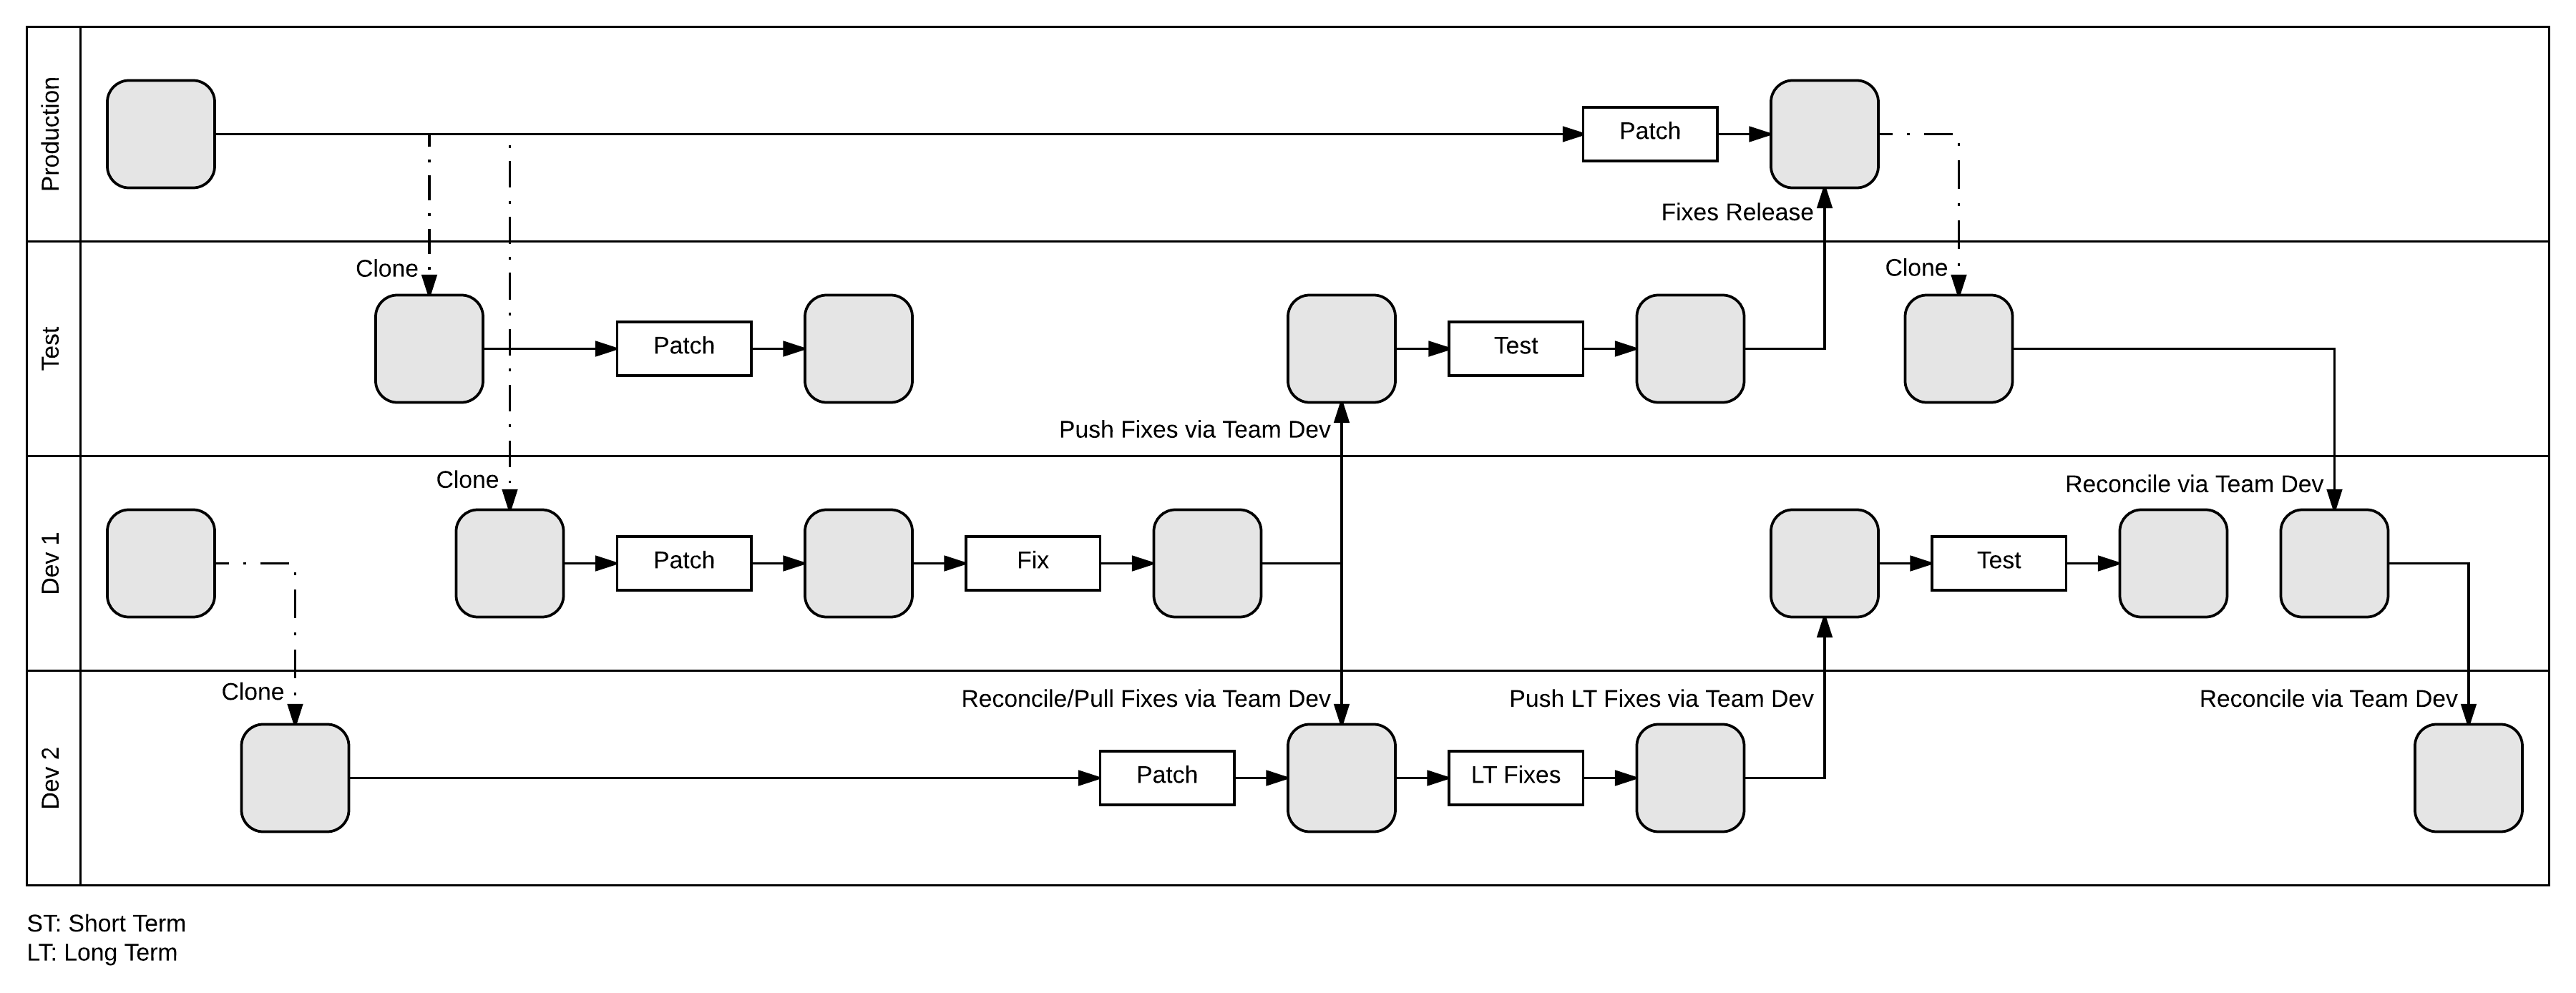 Production
Patch
Fixes Release
Test
Clone
Clone
Patch
Test
Push Fixes via Team Dev
Dev 1
Clone
Reconcile via Team Dev
Patch
Fix
Test
Dev 2
Clone
Reconcile/Pull Fixes via Team Dev
Push LT Fixes via Team Dev
Reconcile via Team Dev
Patch
LT Fixes
ST: Short Term
LT: Long Term